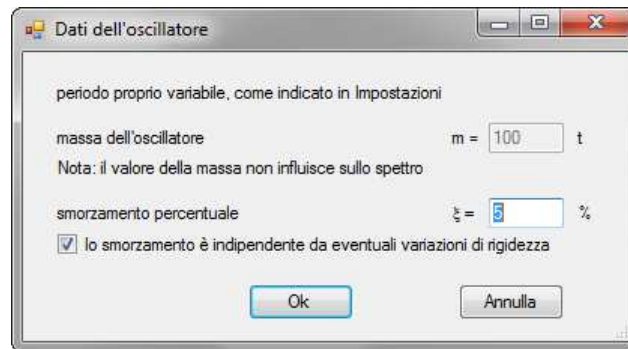 Dati dell'oscillatore
periodo proprio variabile, come indicato in Impostazioni
massa dell'oscillatore m = 100 t
Nota: il valore della massa non influisce sullo spettro
smorzamento percentuale ξ = 5 %
lo smorzamento è indipendente da eventuali variazioni di rigidezza
Ok Annulla